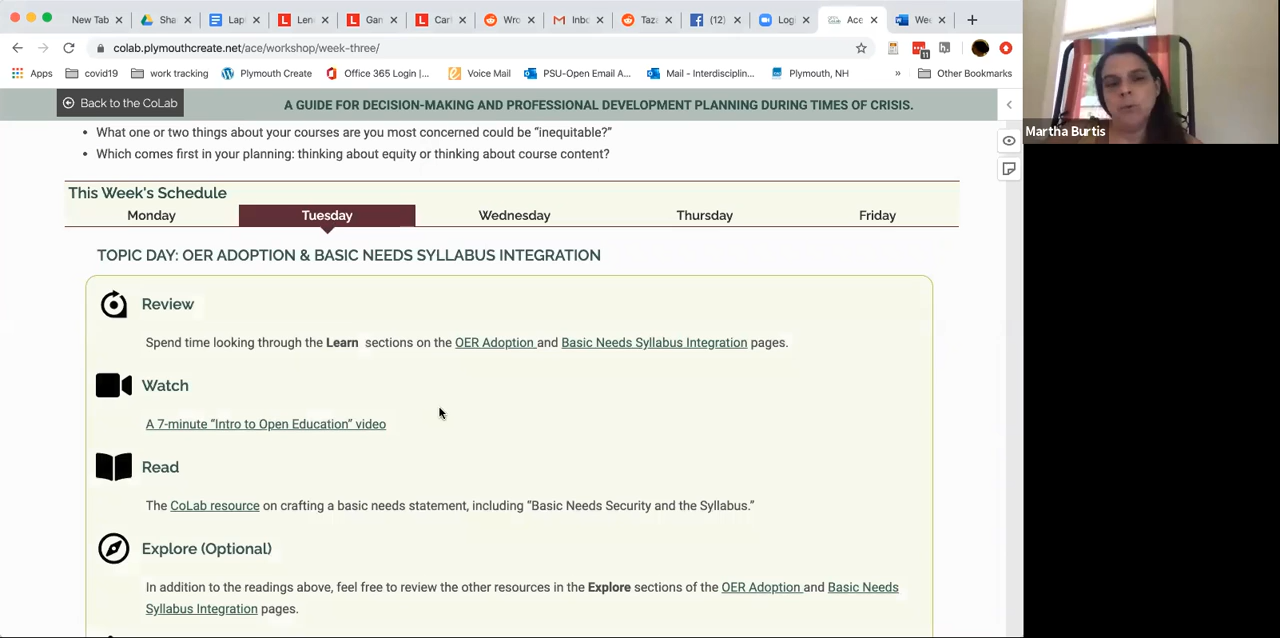 New Tab
Sha
Lap
Len
Gar
Car
Wro
Inbo
Taza
(12)
Logi
Ace
Wee
colab.plymouthcreate.net/ace/workshop/week-three/
11
Apps
covid19
work tracking
Plymouth Create
Office 365 Login |...
Voice Mail
PSU-Open Email A...
Mail - Interdisciplin...
Plymouth, NH
»
Other Bookmarks
Back to the CoLab
A GUIDE FOR DECISION-MAKING AND PROFESSIONAL DEVELOPMENT PLANNING DURING TIMES OF CRISIS.
Martha Burtis
• What one or two things about your courses are you most concerned could be “inequitable?”
• Which comes first in your planning: thinking about equity or thinking about course content?
This Week's Schedule
Monday
Tuesday
Wednesday
Thursday
Friday
TOPIC DAY: OER ADOPTION & BASIC NEEDS SYLLABUS INTEGRATION
Review
Spend time looking through the Learn sections on the OER Adoption and Basic Needs Syllabus Integration pages.
Watch
A 7-minute “Intro to Open Education” video
Read
The CoLab resource on crafting a basic needs statement, including “Basic Needs Security and the Syllabus.”
Explore (Optional)
In addition to the readings above, feel free to review the other resources in the Explore sections of the OER Adoption and Basic Needs
Syllabus Integration pages.